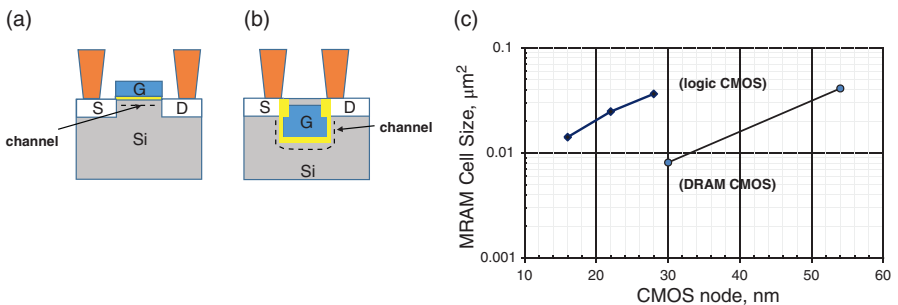 (a)
G
S
D
channel
Si
(b)
S
D
G
channel
Si
(c)
MRAM Cell Size, μm²
0.1
0.01
0.001
(logic CMOS)
(DRAM CMOS)
10 20 30 40 50 60
CMOS node, nm